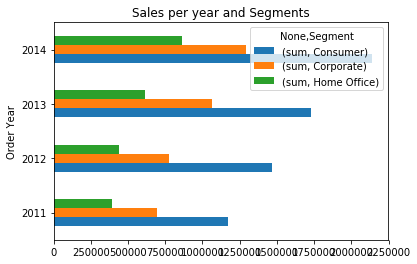 Sales per year and Segments
None,Segment
(sum, Consumer)
(sum, Corporate)
(sum, Home Office)
Order Year
2014
2013
2012
2011
0 250000 500000 750000 1000000 1250000 1500000 1750000 2000000 2250000